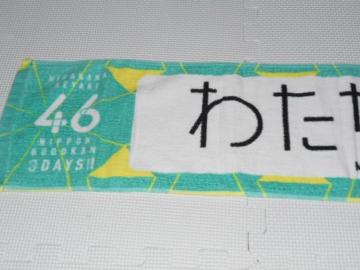 HIRAGANA
KEYAKI
46
NIPPON
BUDOKAN
3DAYS!!
わた